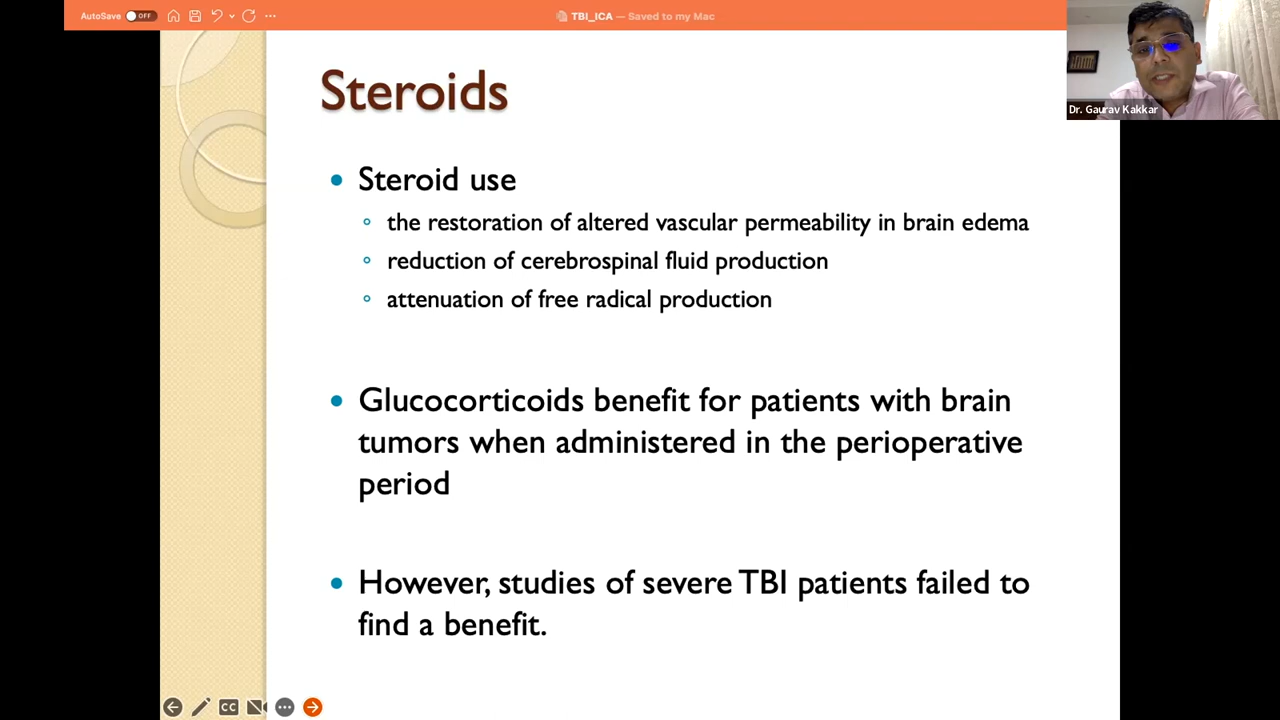 AutoSave OFF
TBI_ICA — Saved to my Mac
Dr. Gaurav Kakkar
Steroids
Steroid use
the restoration of altered vascular permeability in brain edema
reduction of cerebrospinal fluid production
attenuation of free radical production
Glucocorticoids benefit for patients with brain
tumors when administered in the perioperative
period
However, studies of severe TBI patients failed to
find a benefit.
CC